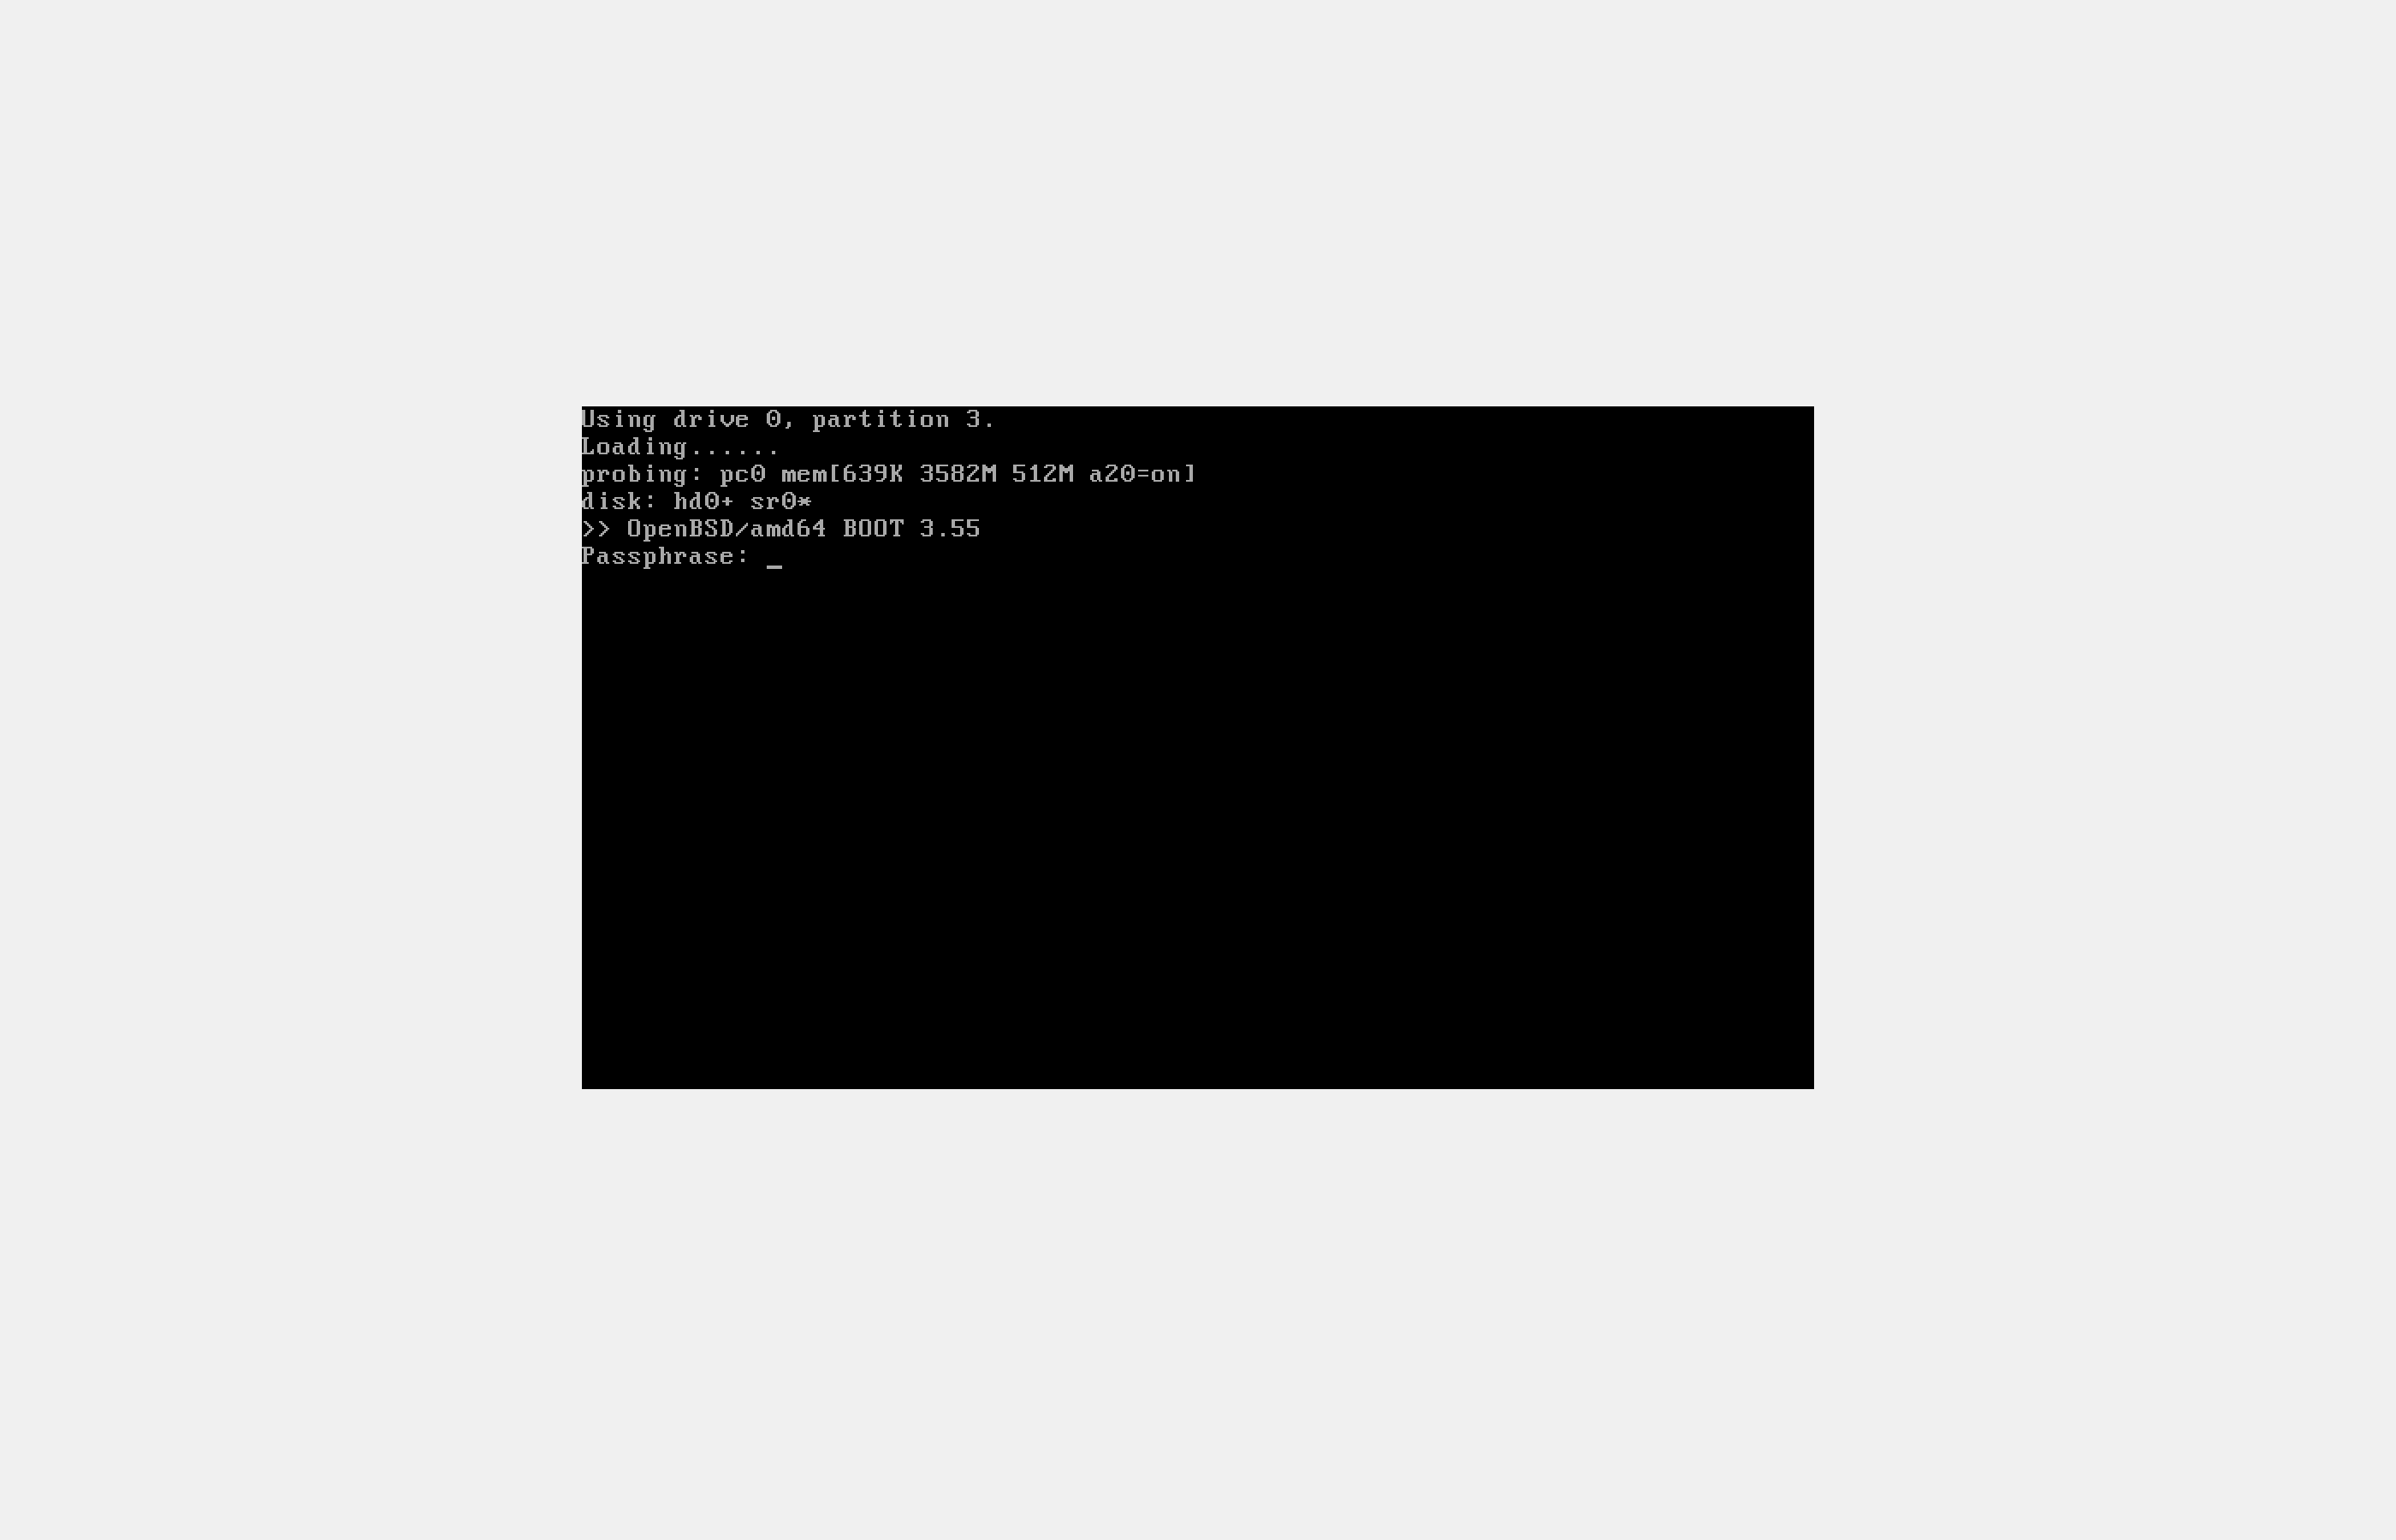 Using drive 0, partition 3.
Loading......
probing: pc0 mem[639K 3582M 512M a20=on]
disk: hd0+ sr0*
>> OpenBSD/amd64 BOOT 3.55
Passphrase: _